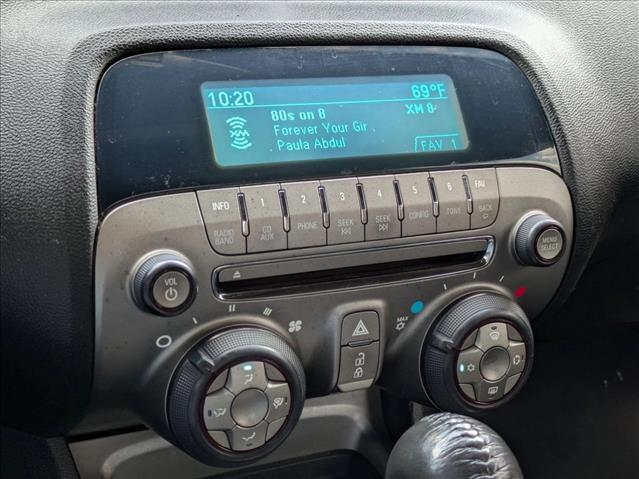 10:20 69°F
80s on 8 XM 8
XM Forever Your Gir
Paula Abdul FAV 1
INFO 1 2 3 4 5 6 FAV
RADIO BAND CD AUX PHONE SEEK SEEK CONFIG TONE BACK
VOL
MENU SELECT
MAX